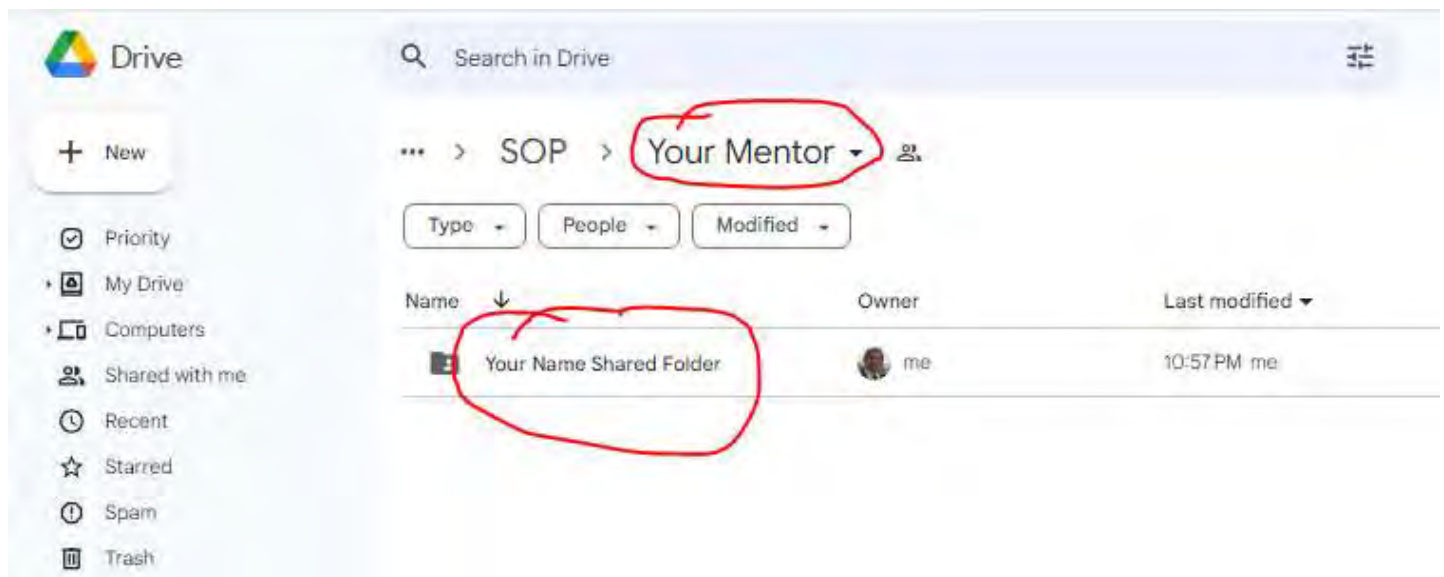 Drive
Search in Drive
New
... > SOP > Your Mentor
Type People Modified
Priority
My Drive
Name Owner Last modified
Computers
Your Name Shared Folder me 10:57 PM me
Shared with me
Recent
Starred
Spam
Trash